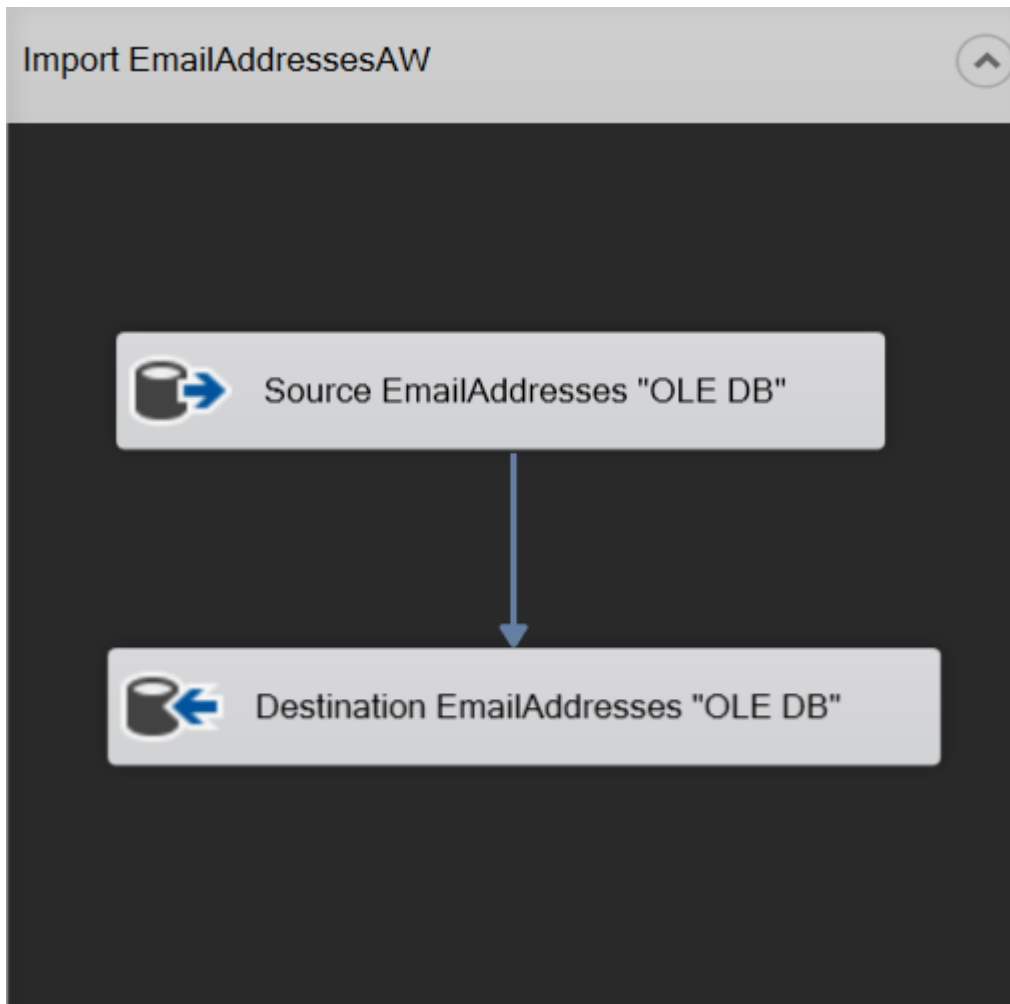 Import EmailAddressesAW
Source EmailAddresses "OLE DB"
Destination EmailAddresses "OLE DB"